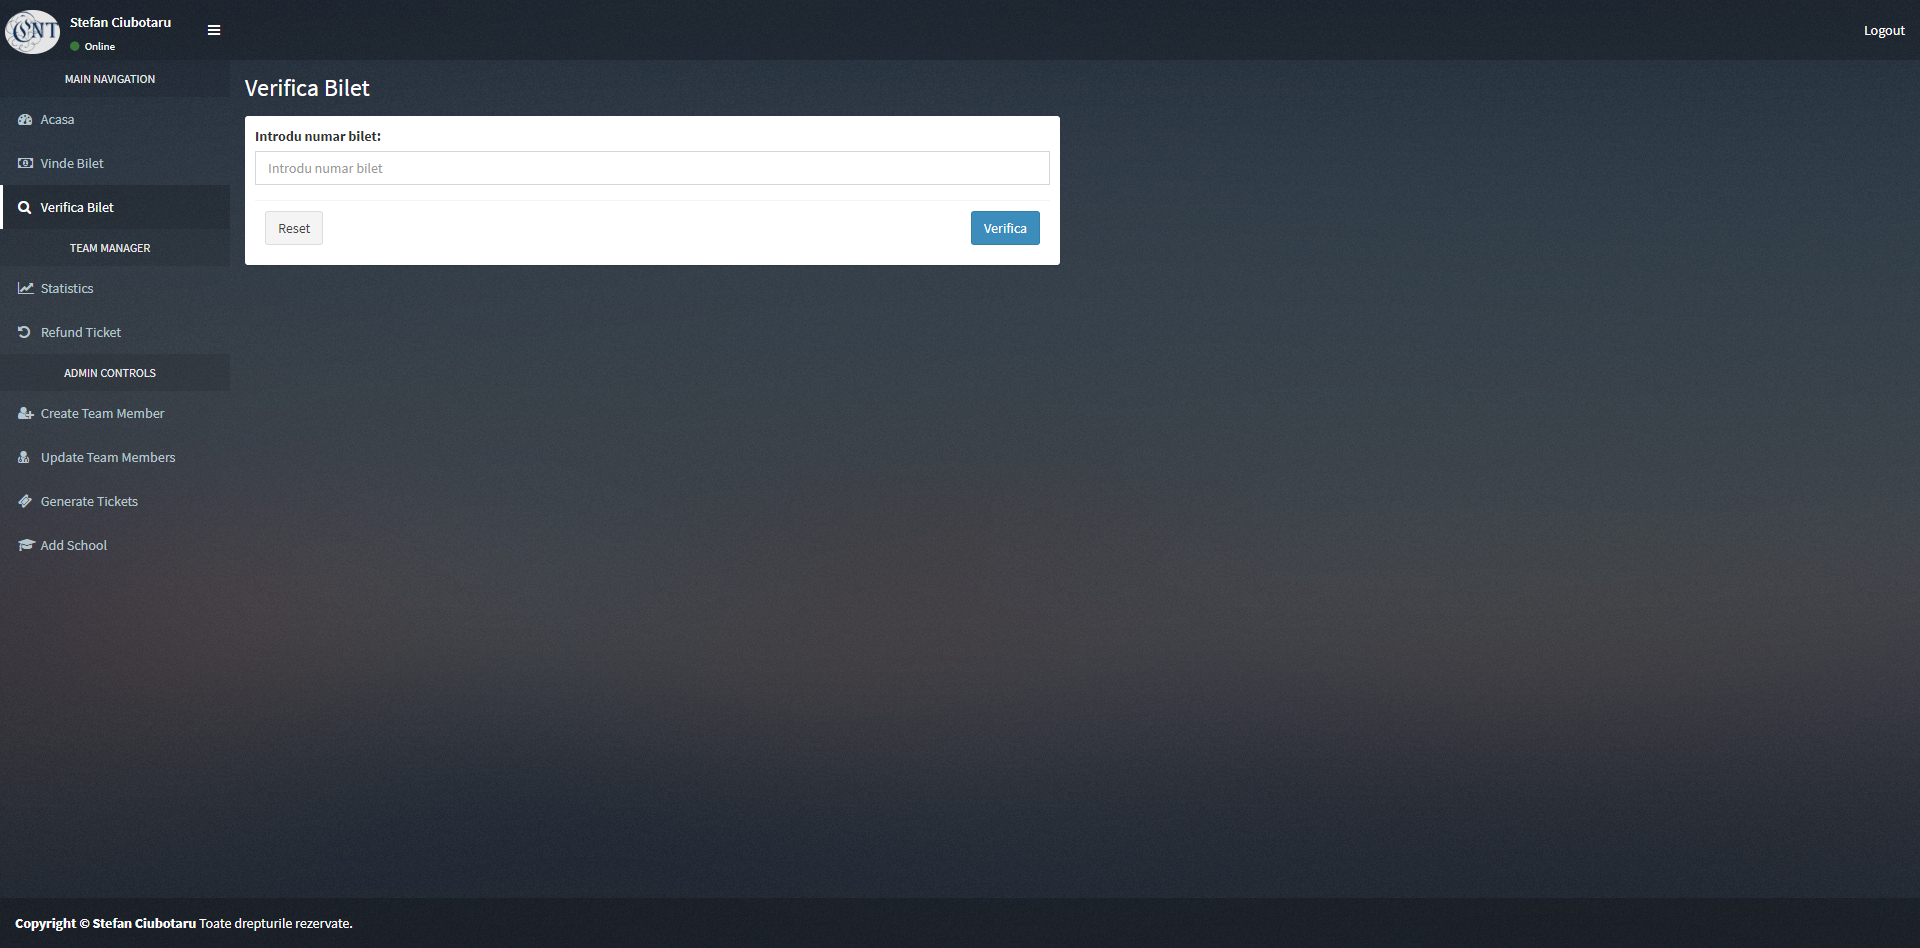 SNT
Stefan Ciubotaru
Online
Logout
MAIN NAVIGATION
Acasa
Vinde Bilet
Verifica Bilet
TEAM MANAGER
Statistics
Refund Ticket
ADMIN CONTROLS
Create Team Member
Update Team Members
Generate Tickets
Add School
Verifica Bilet
Introdu numar bilet:
Introdu numar bilet
Reset
Verifica
Copyright © Stefan Ciubotaru Toate drepturile rezervate.